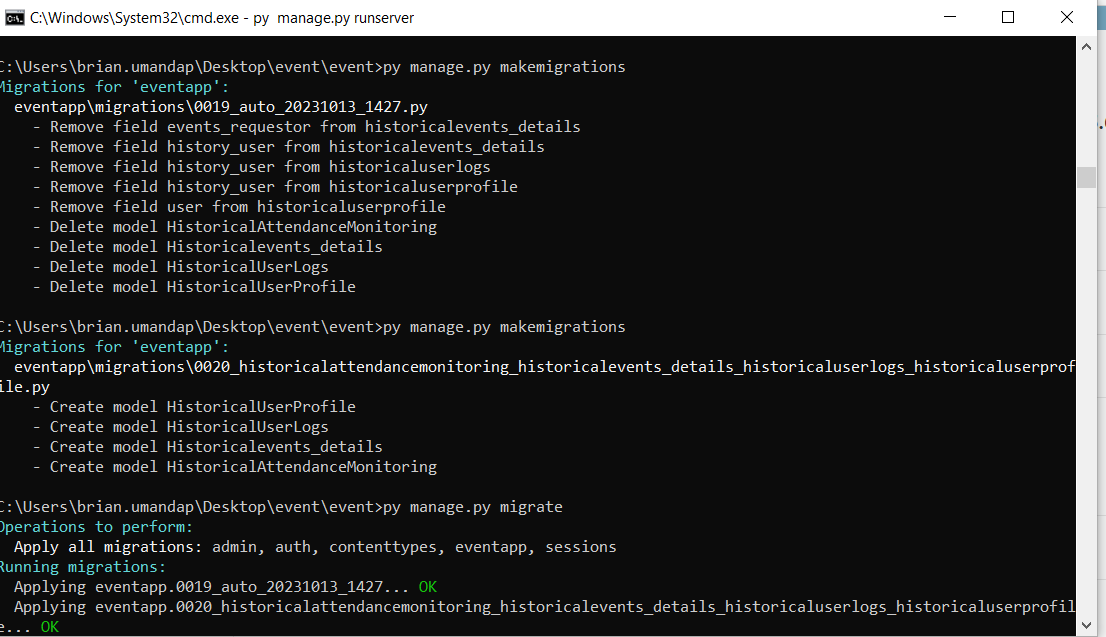 C:\Windows\System32\cmd.exe - py  manage.py runserver
C:\Users\brian.umandap\Desktop\event\event>py manage.py makemigrations
Migrations for 'eventapp':
  eventapp\migrations\0019_auto_20231013_1427.py
    - Remove field events_requestor from historicalevents_details
    - Remove field history_user from historicalevents_details
    - Remove field history_user from historicaluserlogs
    - Remove field history_user from historicaluserprofile
    - Remove field user from historicaluserprofile
    - Delete model HistoricalAttendanceMonitoring
    - Delete model Historicalevents_details
    - Delete model HistoricalUserLogs
    - Delete model HistoricalUserProfile
C:\Users\brian.umandap\Desktop\event\event>py manage.py makemigrations
Migrations for 'eventapp':
  eventapp\migrations\0020_historicalattendancemonitoring_historicalevents_details_historicaluserlogs_historicaluserprof
ile.py
    - Create model HistoricalUserProfile
    - Create model HistoricalUserLogs
    - Create model Historicalevents_details
    - Create model HistoricalAttendanceMonitoring
C:\Users\brian.umandap\Desktop\event\event>py manage.py migrate
Operations to perform:
  Apply all migrations: admin, auth, contenttypes, eventapp, sessions
Running migrations:
  Applying eventapp.0019_auto_20231013_1427... OK
  Applying eventapp.0020_historicalattendancemonitoring_historicalevents_details_historicaluserlogs_historicaluserprofil
e... OK